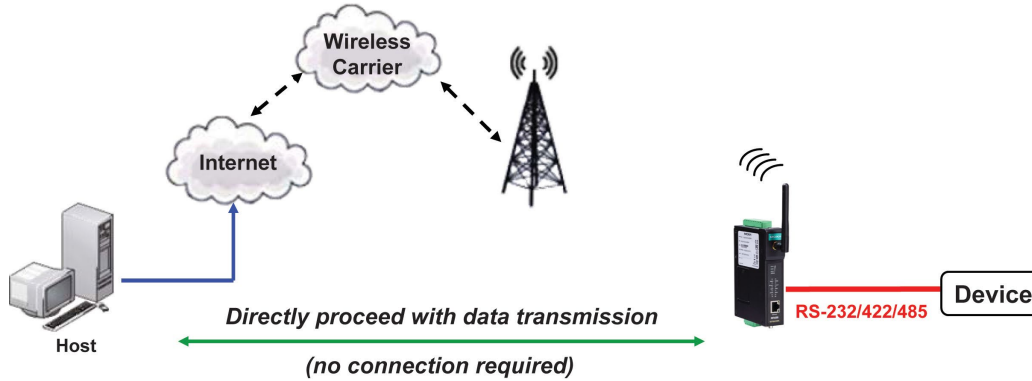 Wireless
Carrier
Internet
Host
Directly proceed with data transmission
(no connection required)
RS-232/422/485
Device